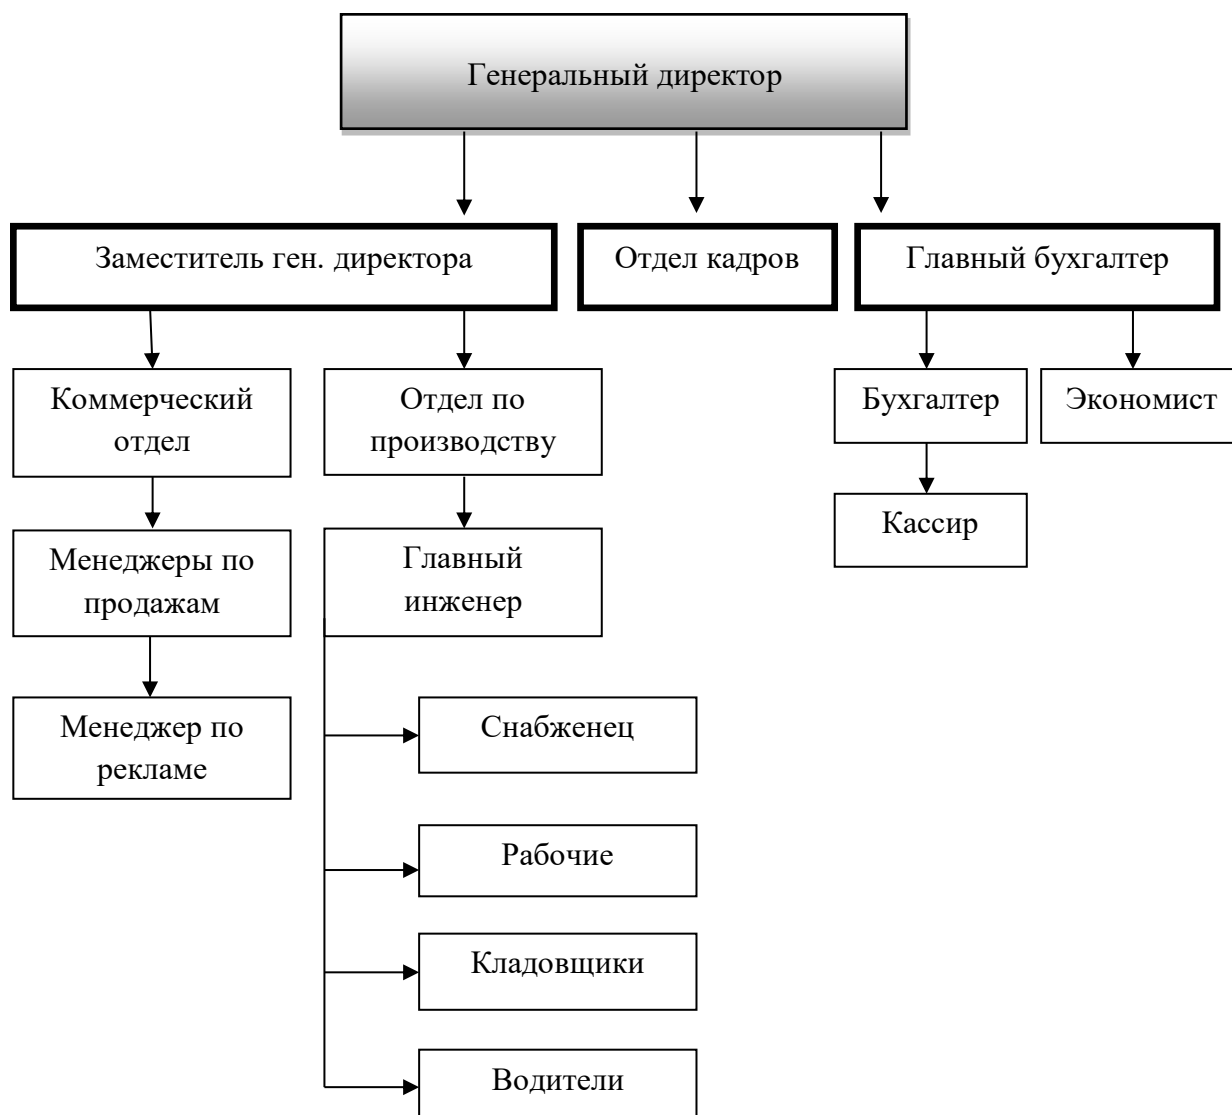 Генеральный директор
Заместитель ген. директора
Отдел кадров
Главный бухгалтер
Коммерческий
отдел
Отдел по
производству
Бухгалтер
Экономист
Менеджеры по
продажам
Главный
инженер
Кассир
Менеджер по
рекламе
Снабженец
Рабочие
Кладовщики
Водители